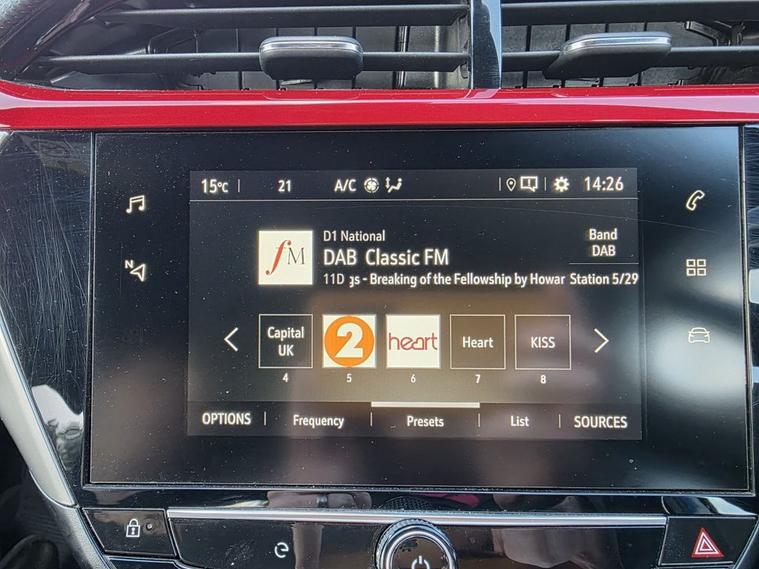 15°C 21 A/C 14:26
D1 National
DAB Classic FM
Band
DAB
11D gs - Breaking of the Fellowship by Howar Station 5/29
fM
Capital
UK
2
heart
Heart
KISS
4 5 6 7 8
OPTIONS Frequency Presets List SOURCES
N